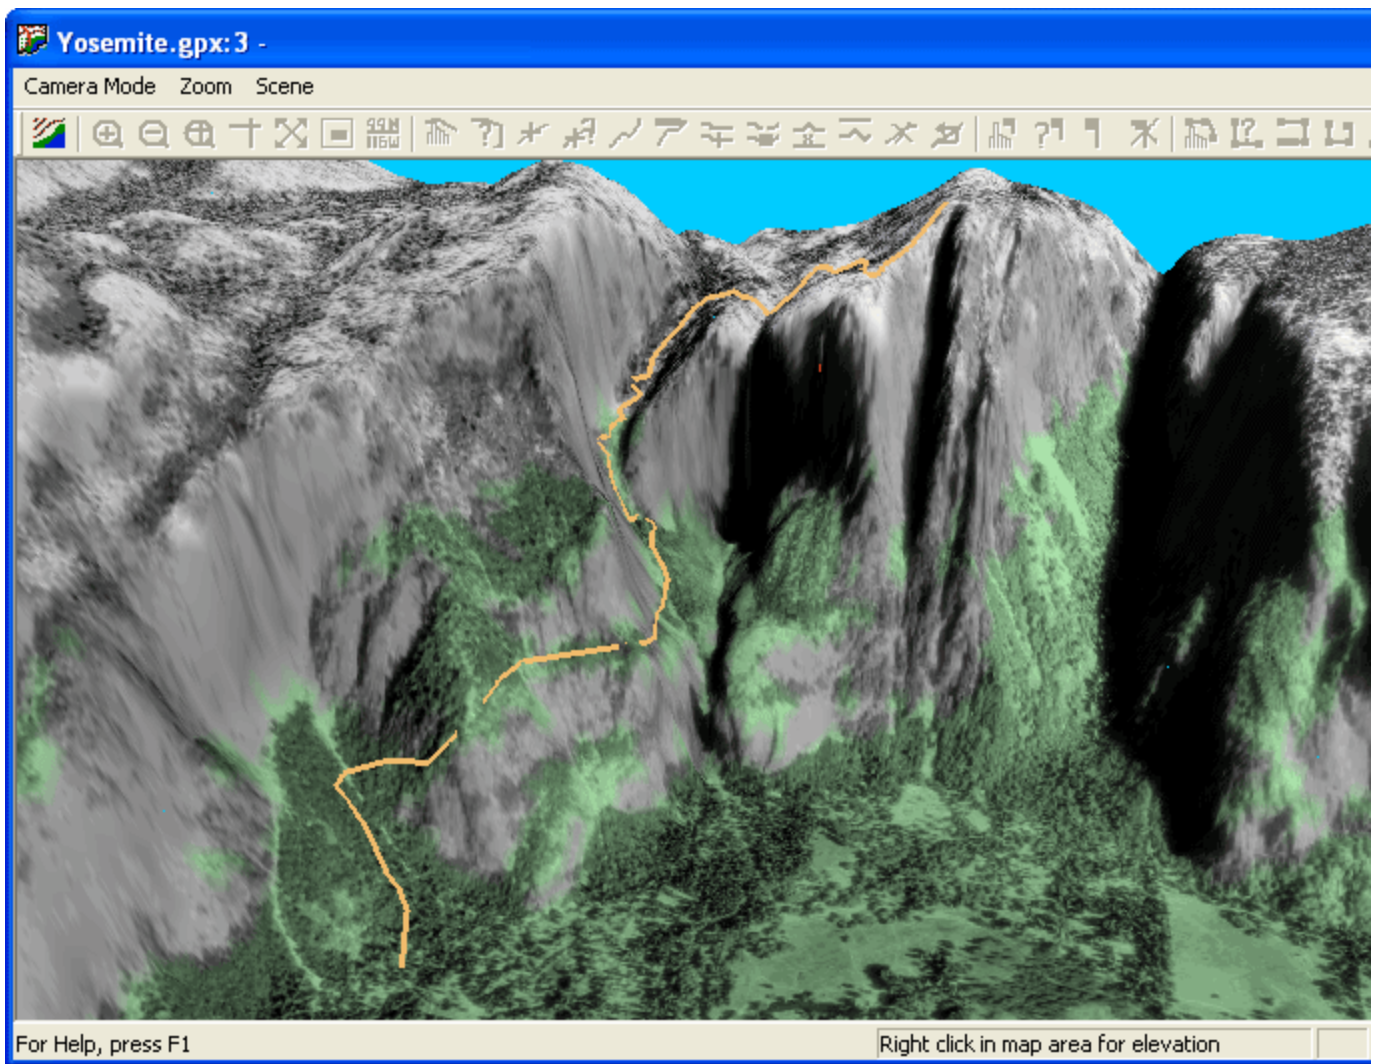 Yosemite.gpx:3 -
Camera Mode Zoom Scene
For Help, press F1
Right click in map area for elevation